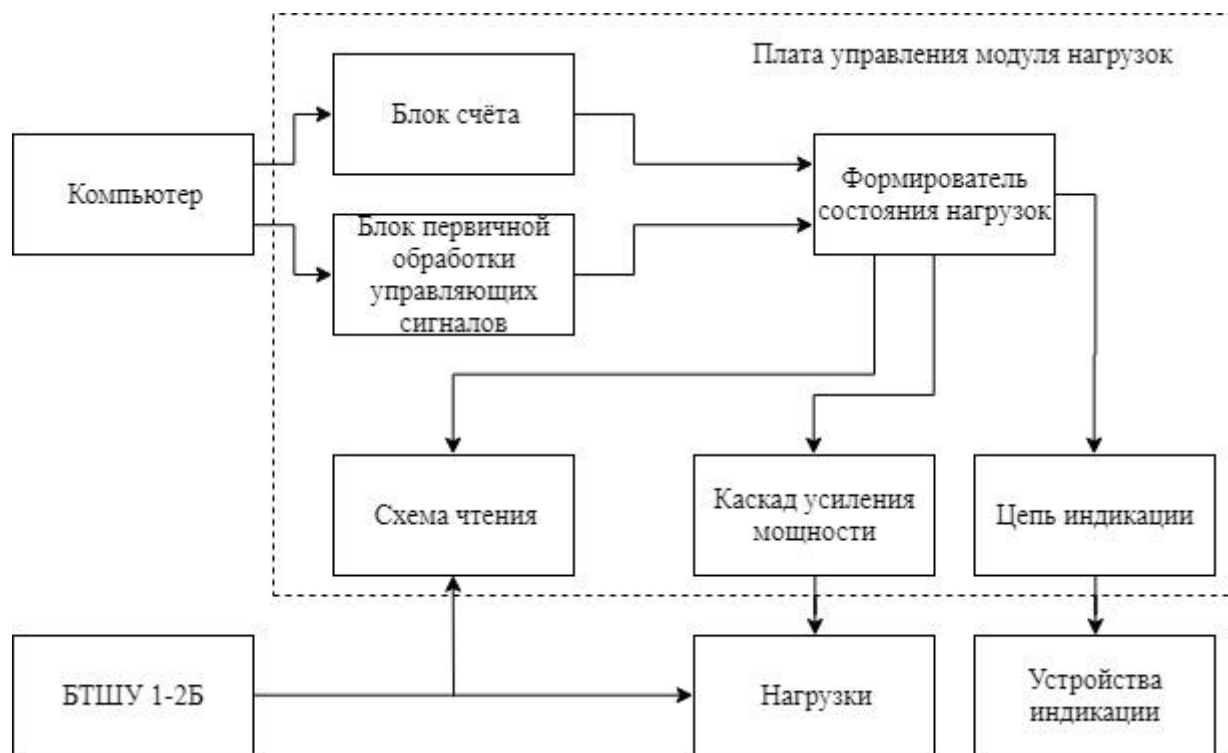 Плата управления модуля нагрузок
Блок счёта
Компьютер
Формирователь
состояния нагрузок
Блок первичной
обработки
управляющих
сигналов
Схема чтения
Каскад усиления
мощности
Цепь индикации
БТШУ 1-2Б
Нагрузки
Устройства
индикации